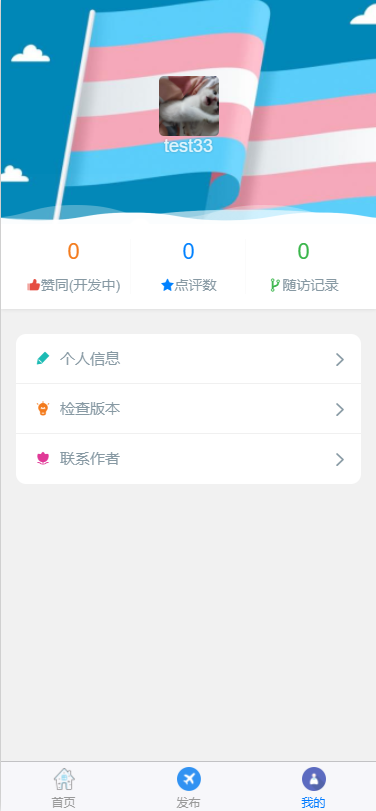 test33
0
0
0
赞同(开发中)
点评数
随访记录
个人信息
检查版本
联系作者
首页
发布
我的